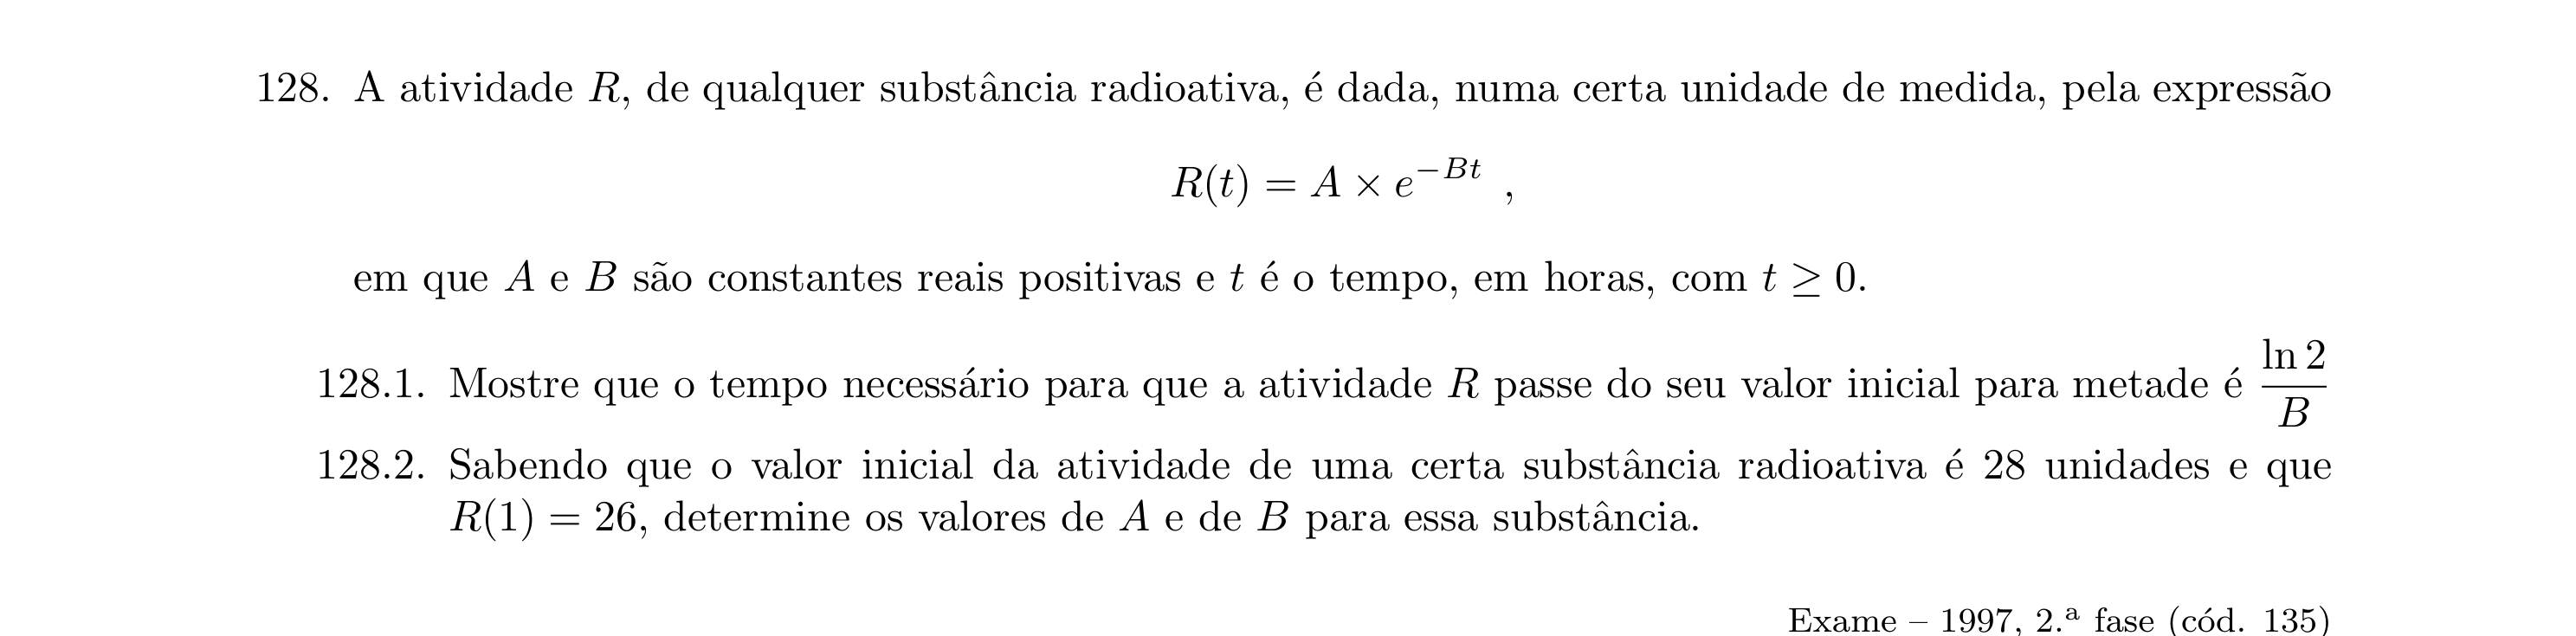 128. A atividade R, de qualquer substância radioativa, é dada, numa certa unidade de medida, pela expressão
R(t) = A × e^{−Bt} ,
em que A e B são constantes reais positivas e t é o tempo, em horas, com t ≥ 0.
128.1. Mostre que o tempo necessário para que a atividade R passe do seu valor inicial para metade é \frac{ln 2}{B}
128.2. Sabendo que o valor inicial da atividade de uma certa substância radioativa é 28 unidades e que
R(1) = 26, determine os valores de A e de B para essa substância.
Exame – 1997, 2.ª fase (cód. 135)